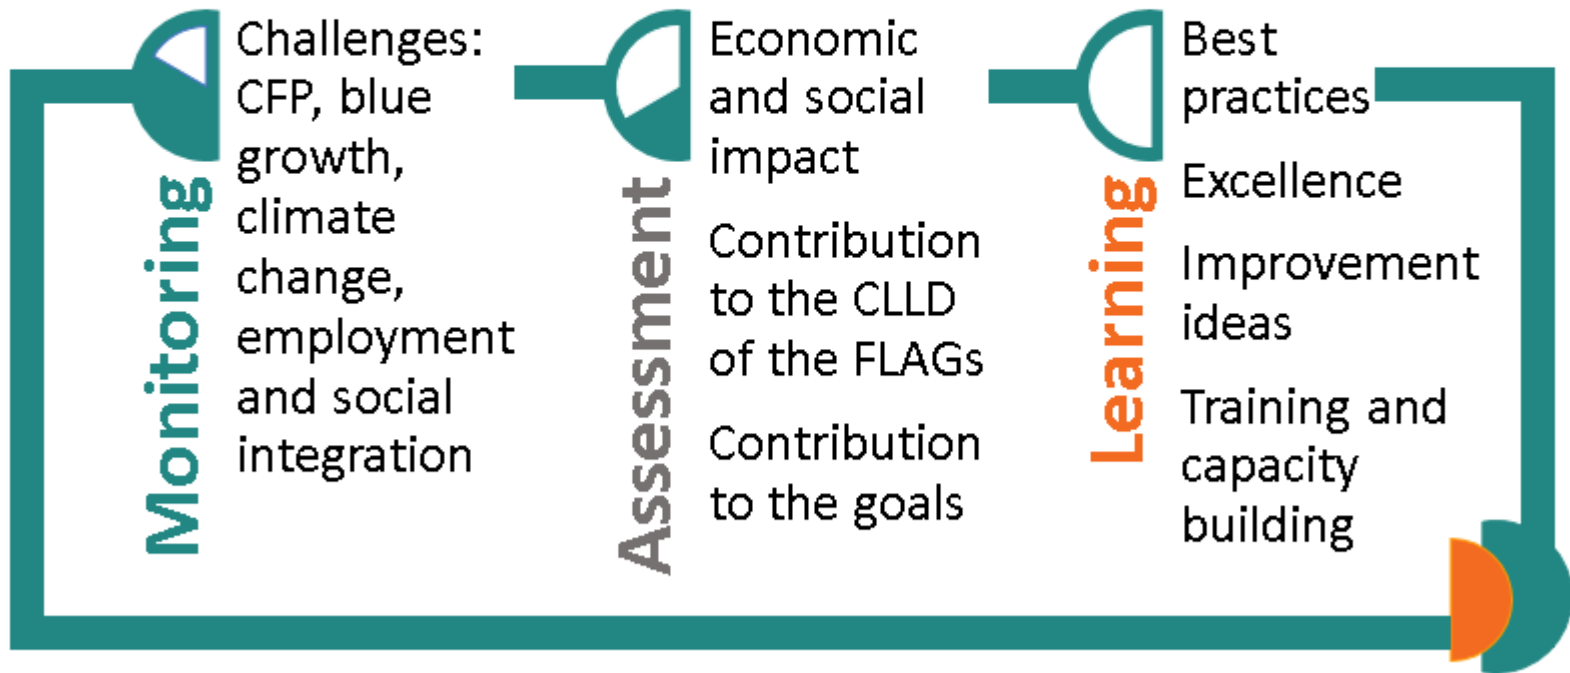 Monitoring
Challenges:
CFP, blue
growth,
climate
change,
employment
and social
integration
Assessment
Economic
and social
impact
Contribution
to the CLLD
of the FLAGs
Contribution
to the goals
Learning
Best
practices
Excellence
Improvement
ideas
Training and
capacity
building